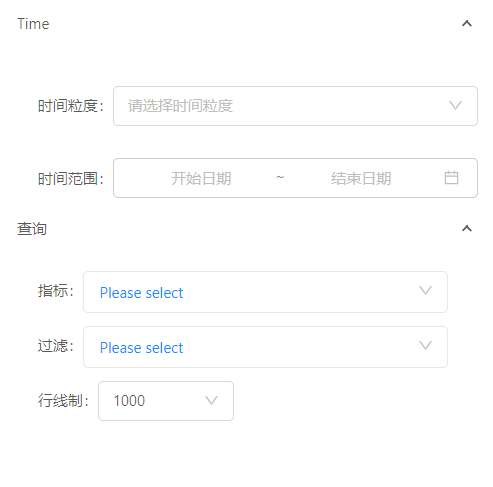 Time
时间粒度: 请选择时间粒度
时间范围: 开始日期 ~ 结束日期
查询
指标: Please select
过滤: Please select
行线制: 1000